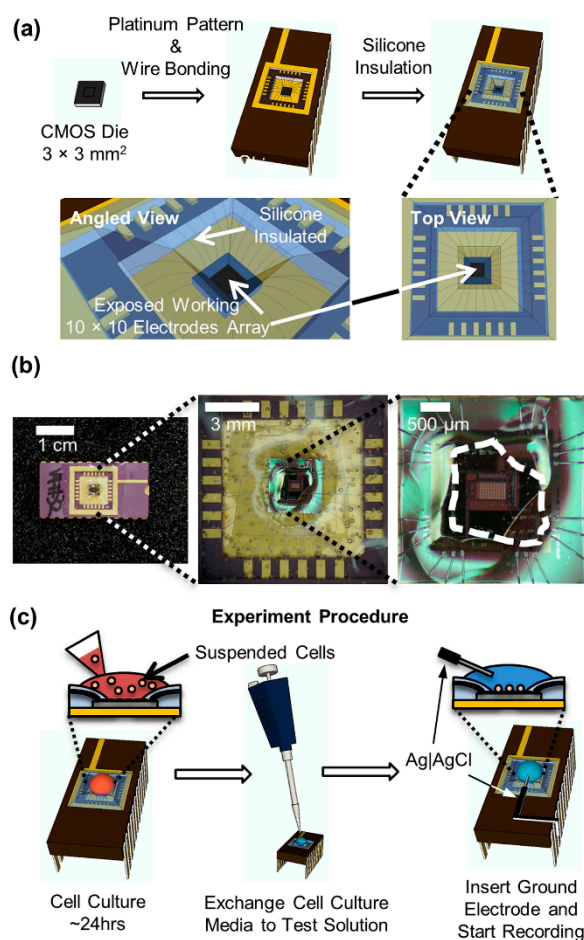 (a)
Platinum Pattern
&
Wire Bonding
Silicone
Insulation
CMOS Die
3 × 3 mm²
Angled View
Silicone
Insulated
Exposed Working
10 × 10 Electrodes Array
Top View
(b)
1 cm
3 mm
500 µm
(c)
Experiment Procedure
Suspended Cells
Ag|AgCl
Cell Culture
~24hrs
Exchange Cell Culture
Media to Test Solution
Insert Ground
Electrode and
Start Recording